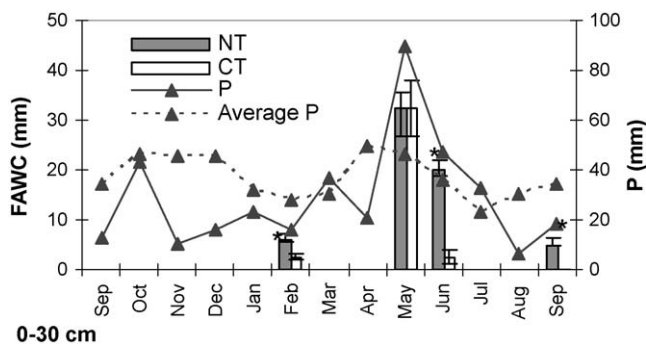 50
40
30
20
10
0
FAWC (mm)
NT
CT
P
Average P
*
*
*
100
80
60
40
20
0
P (mm)
Sep
Oct
Nov
Dec
Jan
Feb
Mar
Apr
May
Jun
Jul
Aug
Sep
0-30 cm